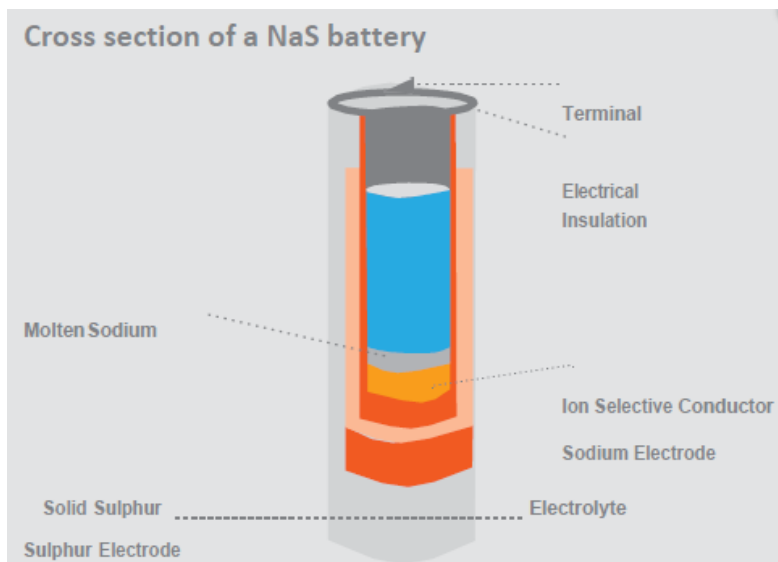 Cross section of a NaS battery
Terminal
Electrical
Insulation
Molten Sodium
Ion Selective Conductor
Sodium Electrode
Solid Sulphur
Electrolyte
Sulphur Electrode